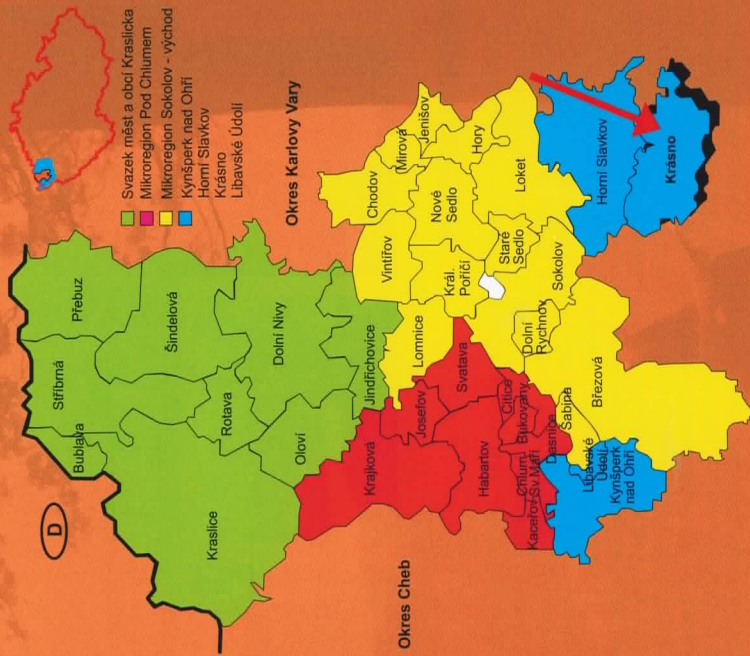 D
Svazek měst a obcí Kraslicka
Mikroregion Pod Chlumem
Mikroregion Sokolov - východ
Kynšperk nad Ohří
Horní Slavkov
Krásno
Libavské Údolí
Okres Karlovy Vary
Okres Cheb
Přebuz
Stříbrná
Bublava
Šindelová
Kraslice
Rotava
Dolní Nivy
Oloví
Jindřichovice
Krajková
Josefov
Lomnice
Svatava
Habartov
Citice
Bukovany
Chlum
Sv.Maří
Kaceřov
Dasnice
Šabina
Libavské
Údolí
Kynšperk
nad Ohří
Březová
Dolní
Rychnov
Sokolov
Staré
Sedlo
Král.
Poříčí
Vintířov
Chodov
Nové
Sedlo
Mírová
Jenišov
Hory
Loket
Horní Slavkov
Krásno